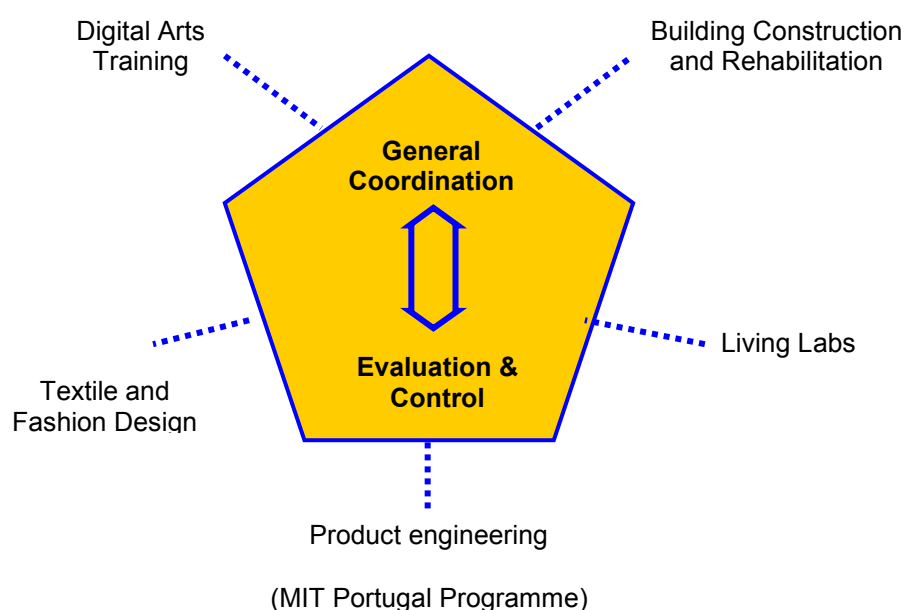 Digital Arts
Training
Building Construction
and Rehabilitation
General
Coordination
Evaluation &
Control
Living Labs
Textile and
Fashion Design
Product engineering
(MIT Portugal Programme)